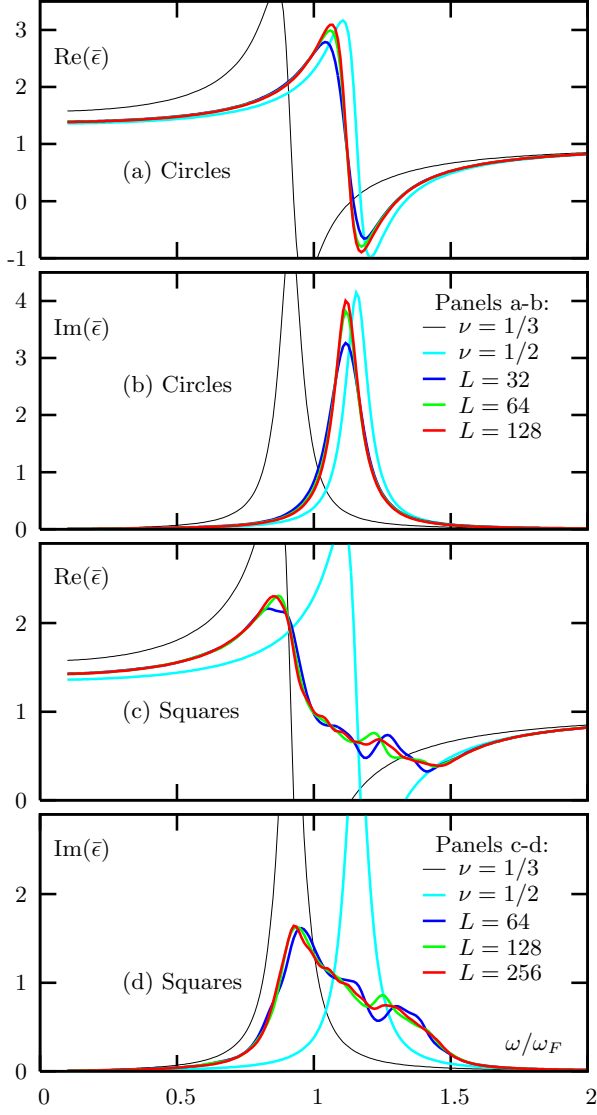 3
Re(ϵ̄)
2
1
(a) Circles
0
-1
4
Im(ϵ̄)
3
(b) Circles
2
1
0
Panels a-b:
ν = 1/3
ν = 1/2
L = 32
L = 64
L = 128
Re(ϵ̄)
2
1
(c) Squares
0
Im(ϵ̄)
2
1
(d) Squares
0
Panels c-d:
ν = 1/3
ν = 1/2
L = 64
L = 128
L = 256
ω/ω_F
0 0.5 1 1.5 2